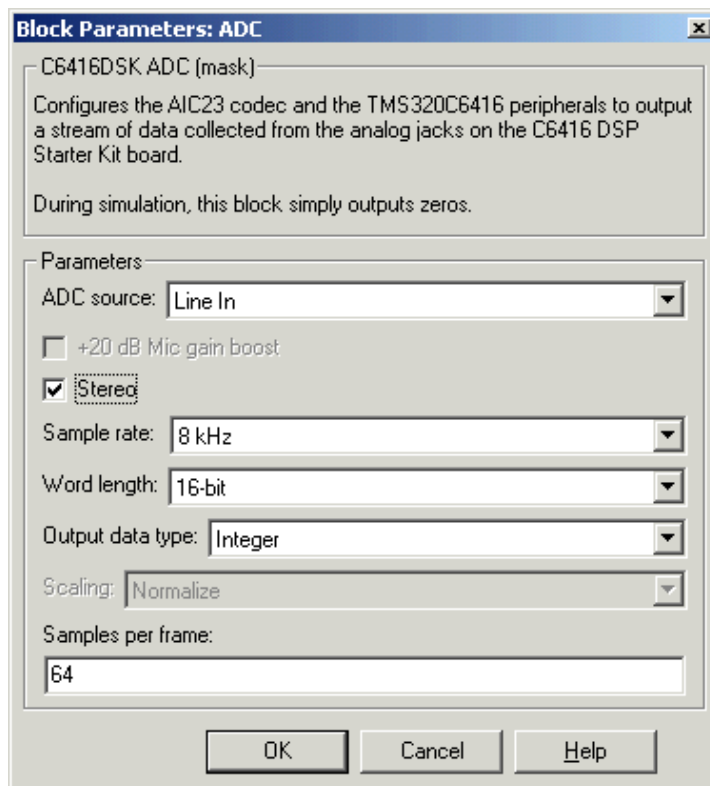 Block Parameters: ADC
C6416DSK ADC (mask)
Configures the AIC23 codec and the TMS320C6416 peripherals to output
a stream of data collected from the analog jacks on the C6416 DSP
Starter Kit board.
During simulation, this block simply outputs zeros.
Parameters
ADC source: Line In
+20 dB Mic gain boost
Stereo
Sample rate: 8 kHz
Word length: 16-bit
Output data type: Integer
Scaling: Normalize
Samples per frame:
64
OK Cancel Help